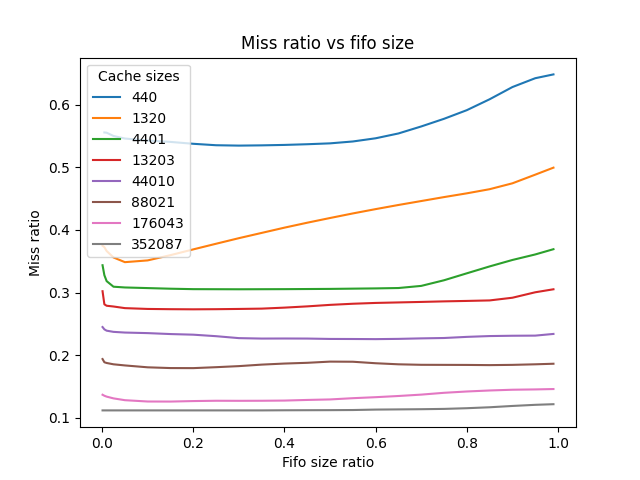 Miss ratio vs fifo size
Cache sizes
440
1320
4401
13203
44010
88021
176043
352087
Miss ratio
0.6
0.5
0.4
0.3
0.2
0.1
0.0 0.2 0.4 0.6 0.8 1.0
Fifo size ratio